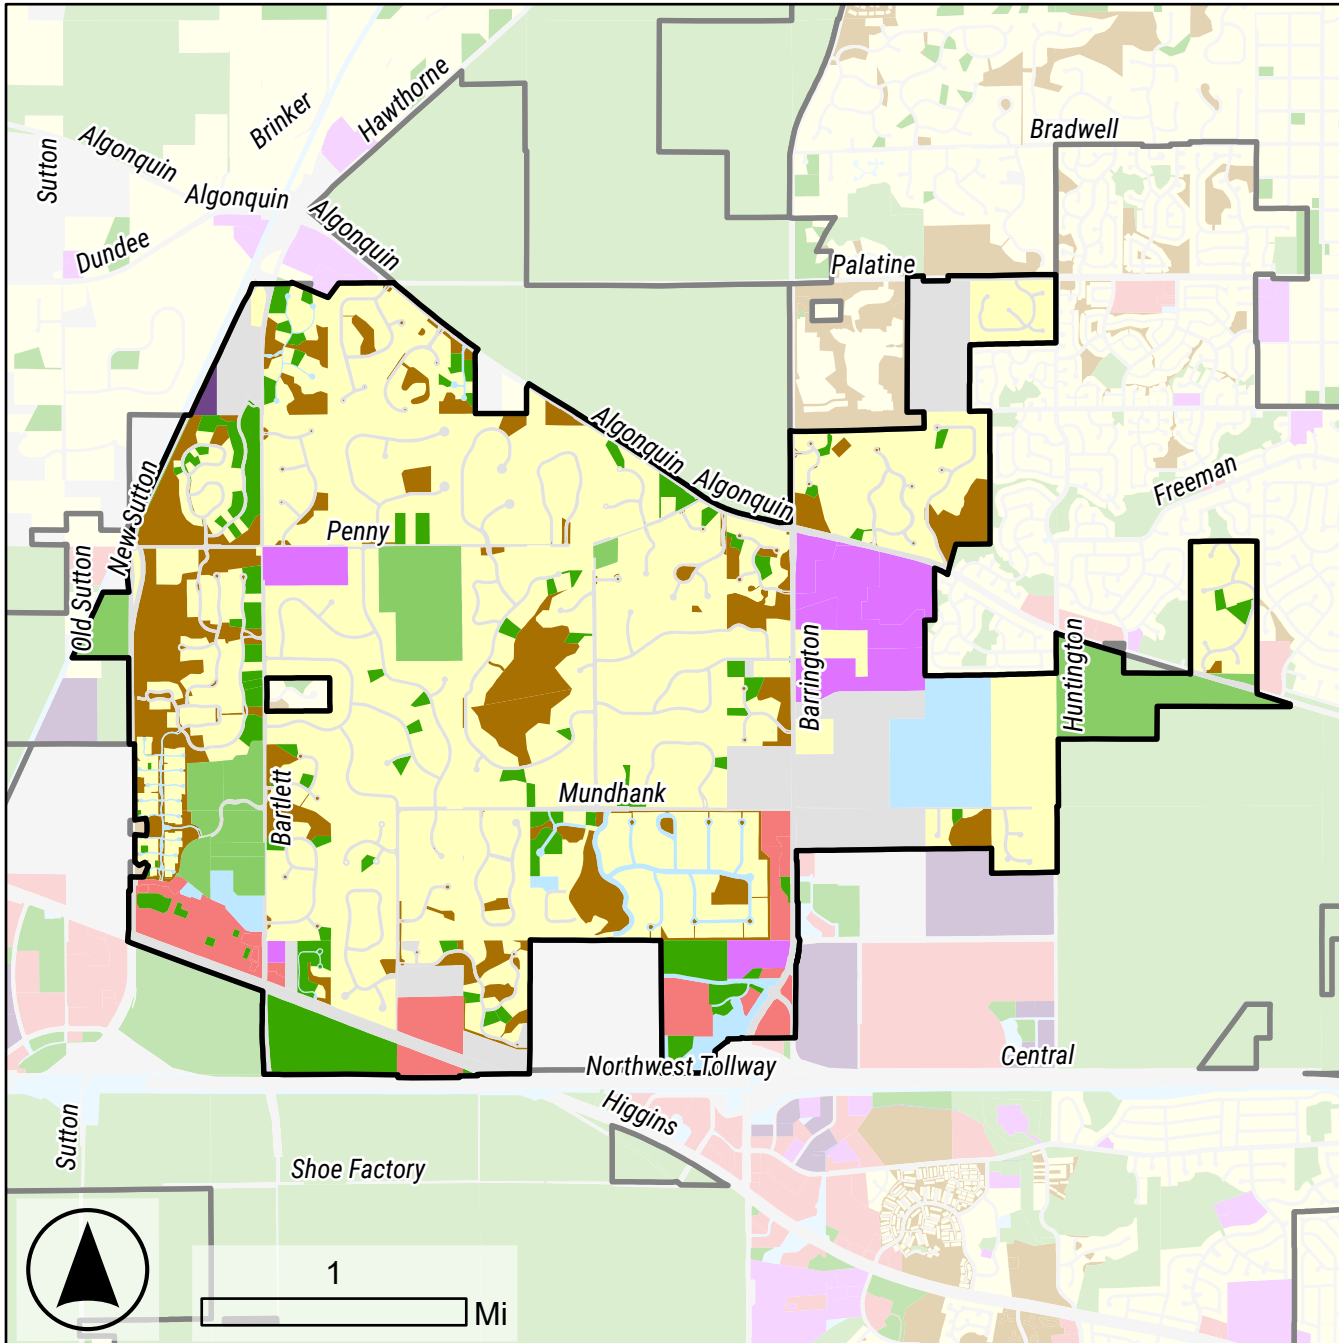 Brinker
Hawthorne
Algonquin
Sutton
Algonquin
Algonquin
Dundee
Bradwell
Palatine
Algonquin
Algonquin
Freeman
New Sutton
Penny
Old Sutton
Barrington
Huntington
Bartlett
Mundhank
Northwest Tollway
Central
Higgins
Sutton
Shoe Factory
1
Mi